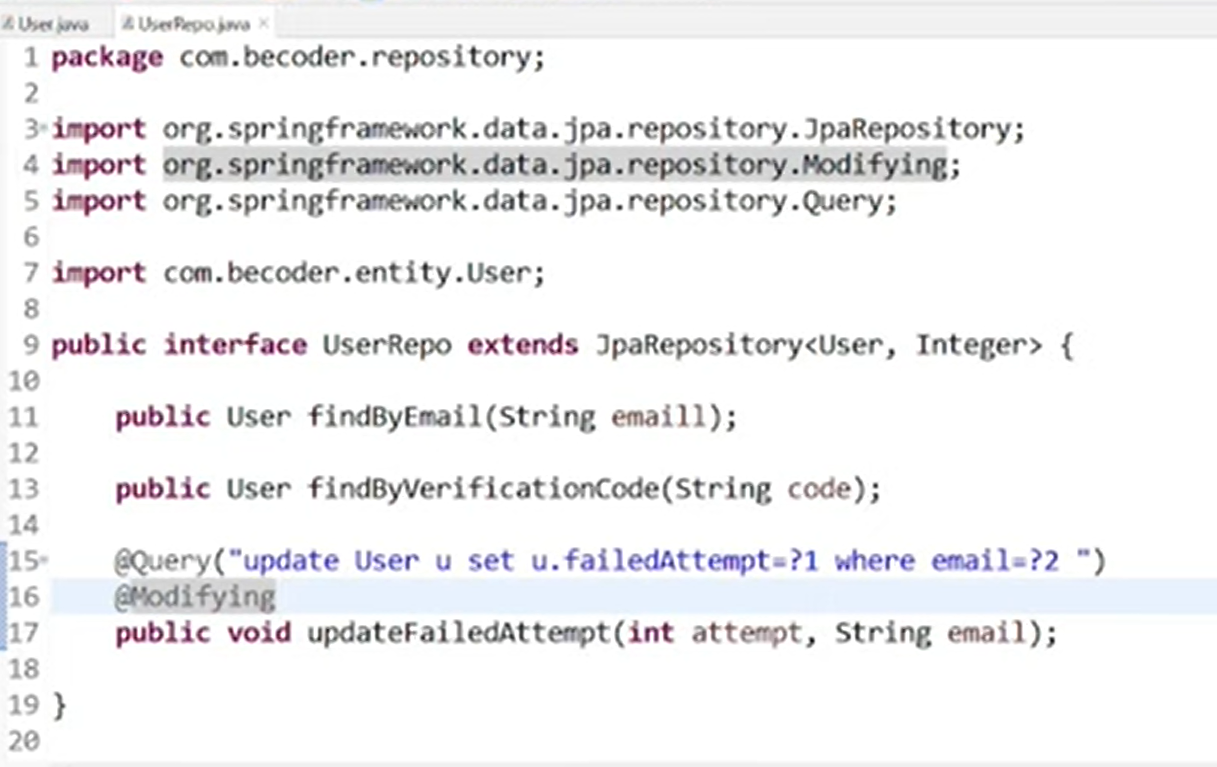 User.java UserRepo.java
1 package com.becoder.repository;
2
3 import org.springframework.data.jpa.repository.JpaRepository;
4 import org.springframework.data.jpa.repository.Modifying;
5 import org.springframework.data.jpa.repository.Query;
6
7 import com.becoder.entity.User;
8
9 public interface UserRepo extends JpaRepository<User, Integer> {
10
11 public User findByEmail(String emaill);
12
13 public User findByVerificationCode(String code);
14
15 @Query("update User u set u.failedAttempt=?1 where email=?2 ")
16 @Modifying
17 public void updateFailedAttempt(int attempt, String email);
18
19 }
20